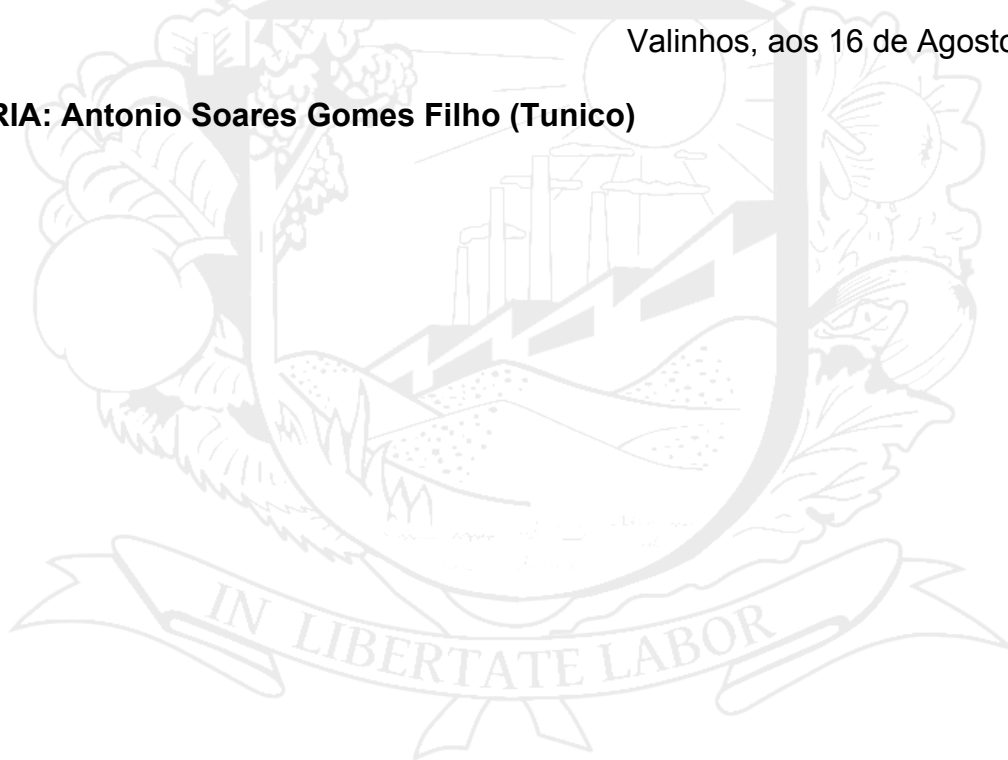 Valinhos, aos 16 de Agosto
RIA: Antonio Soares Gomes Filho (Tunico)
IN LIBERTATE LABOR